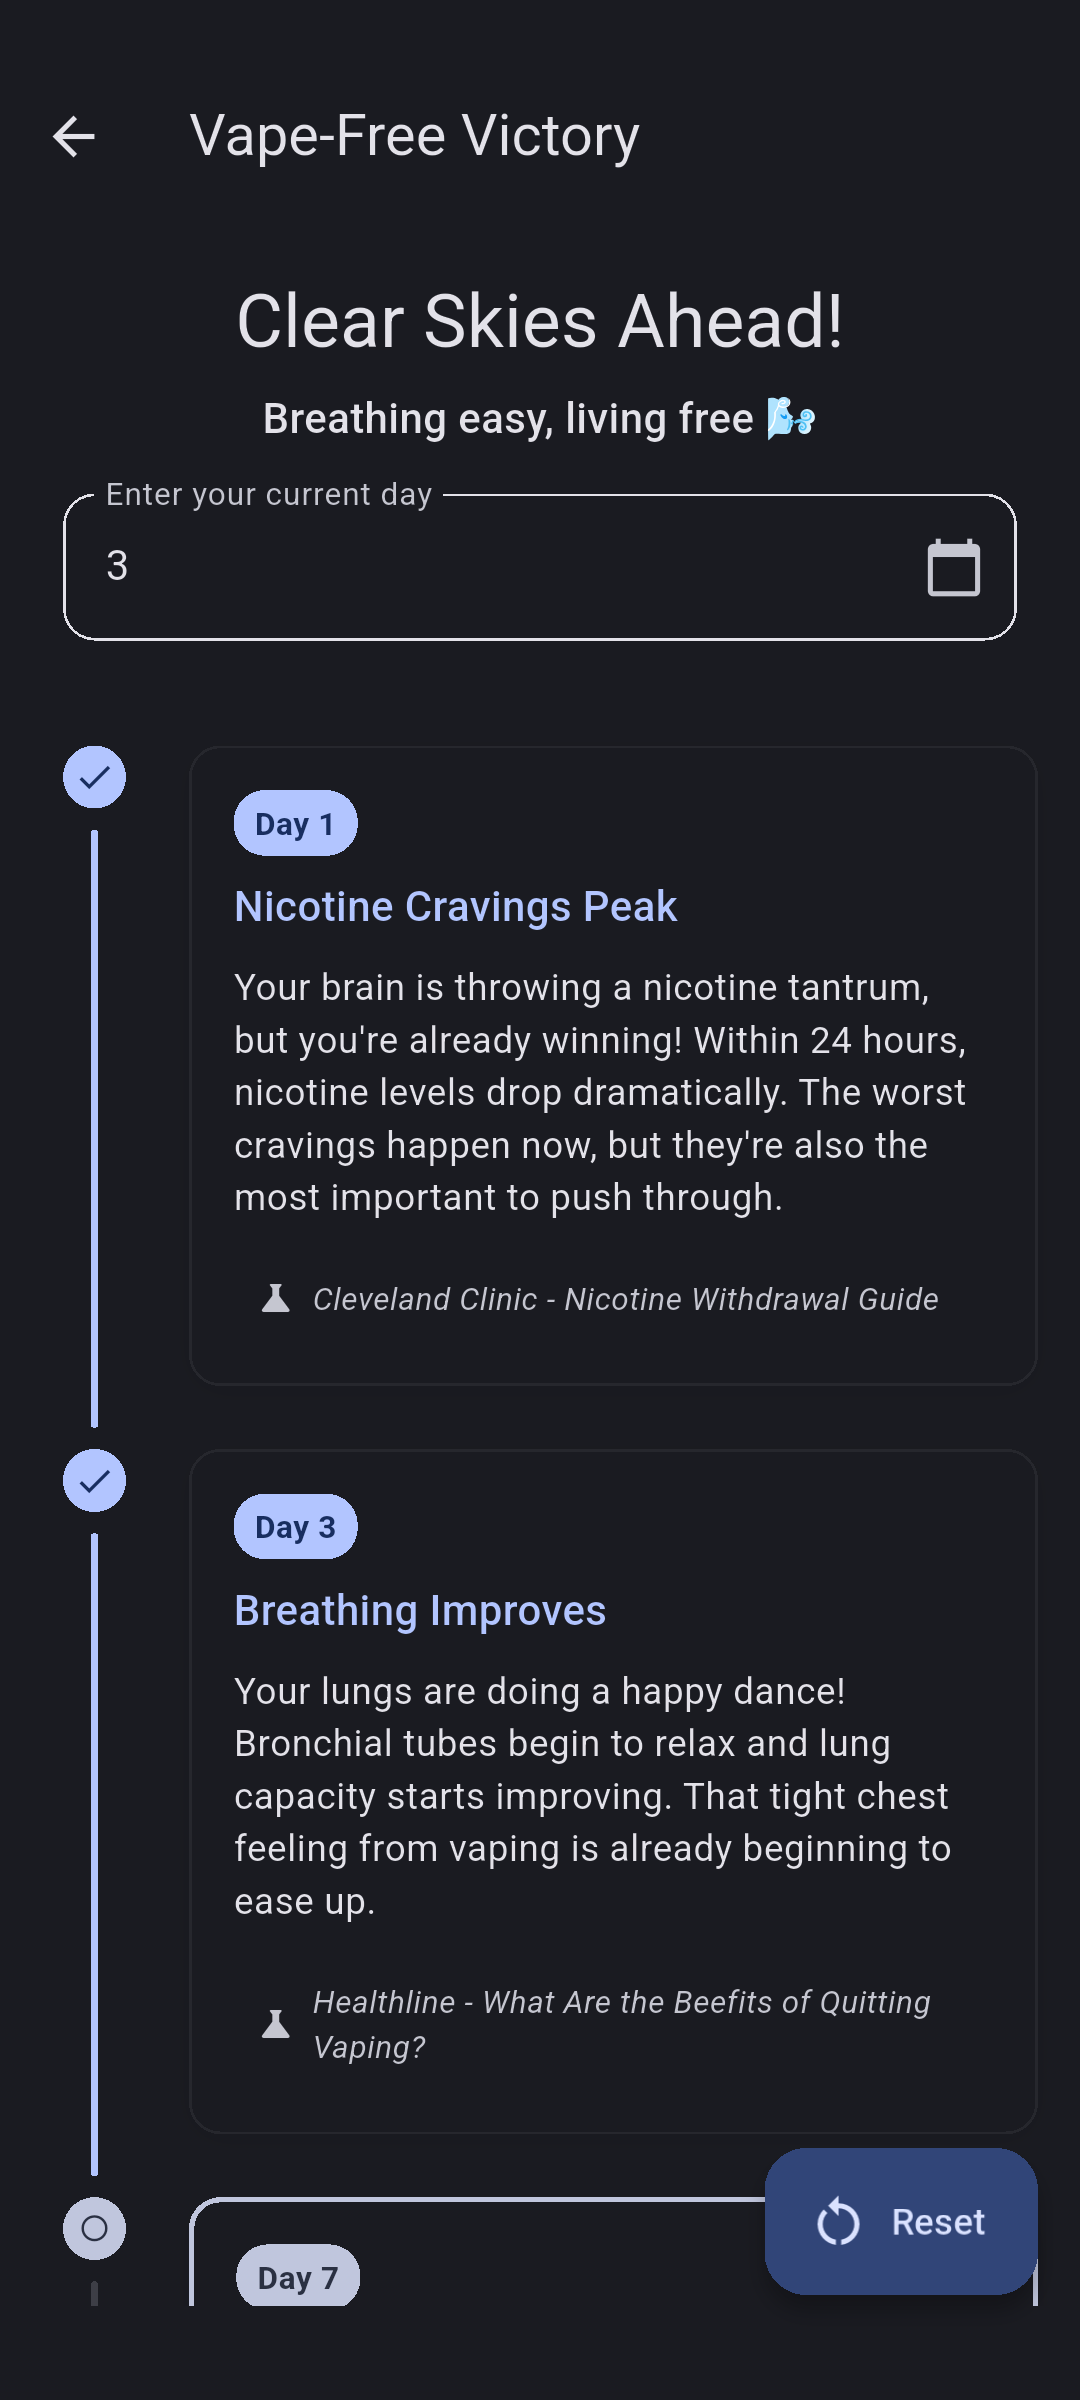 Vape-Free Victory
Clear Skies Ahead!
Breathing easy, living free 🌬️
Enter your current day
3
Day 1
Nicotine Cravings Peak
Your brain is throwing a nicotine tantrum,
but you're already winning! Within 24 hours,
nicotine levels drop dramatically. The worst
cravings happen now, but they're also the
most important to push through.
Cleveland Clinic - Nicotine Withdrawal Guide
Day 3
Breathing Improves
Your lungs are doing a happy dance!
Bronchial tubes begin to relax and lung
capacity starts improving. That tight chest
feeling from vaping is already beginning to
ease up.
Healthline - What Are the Beefits of Quitting
Vaping?
Day 7
Reset